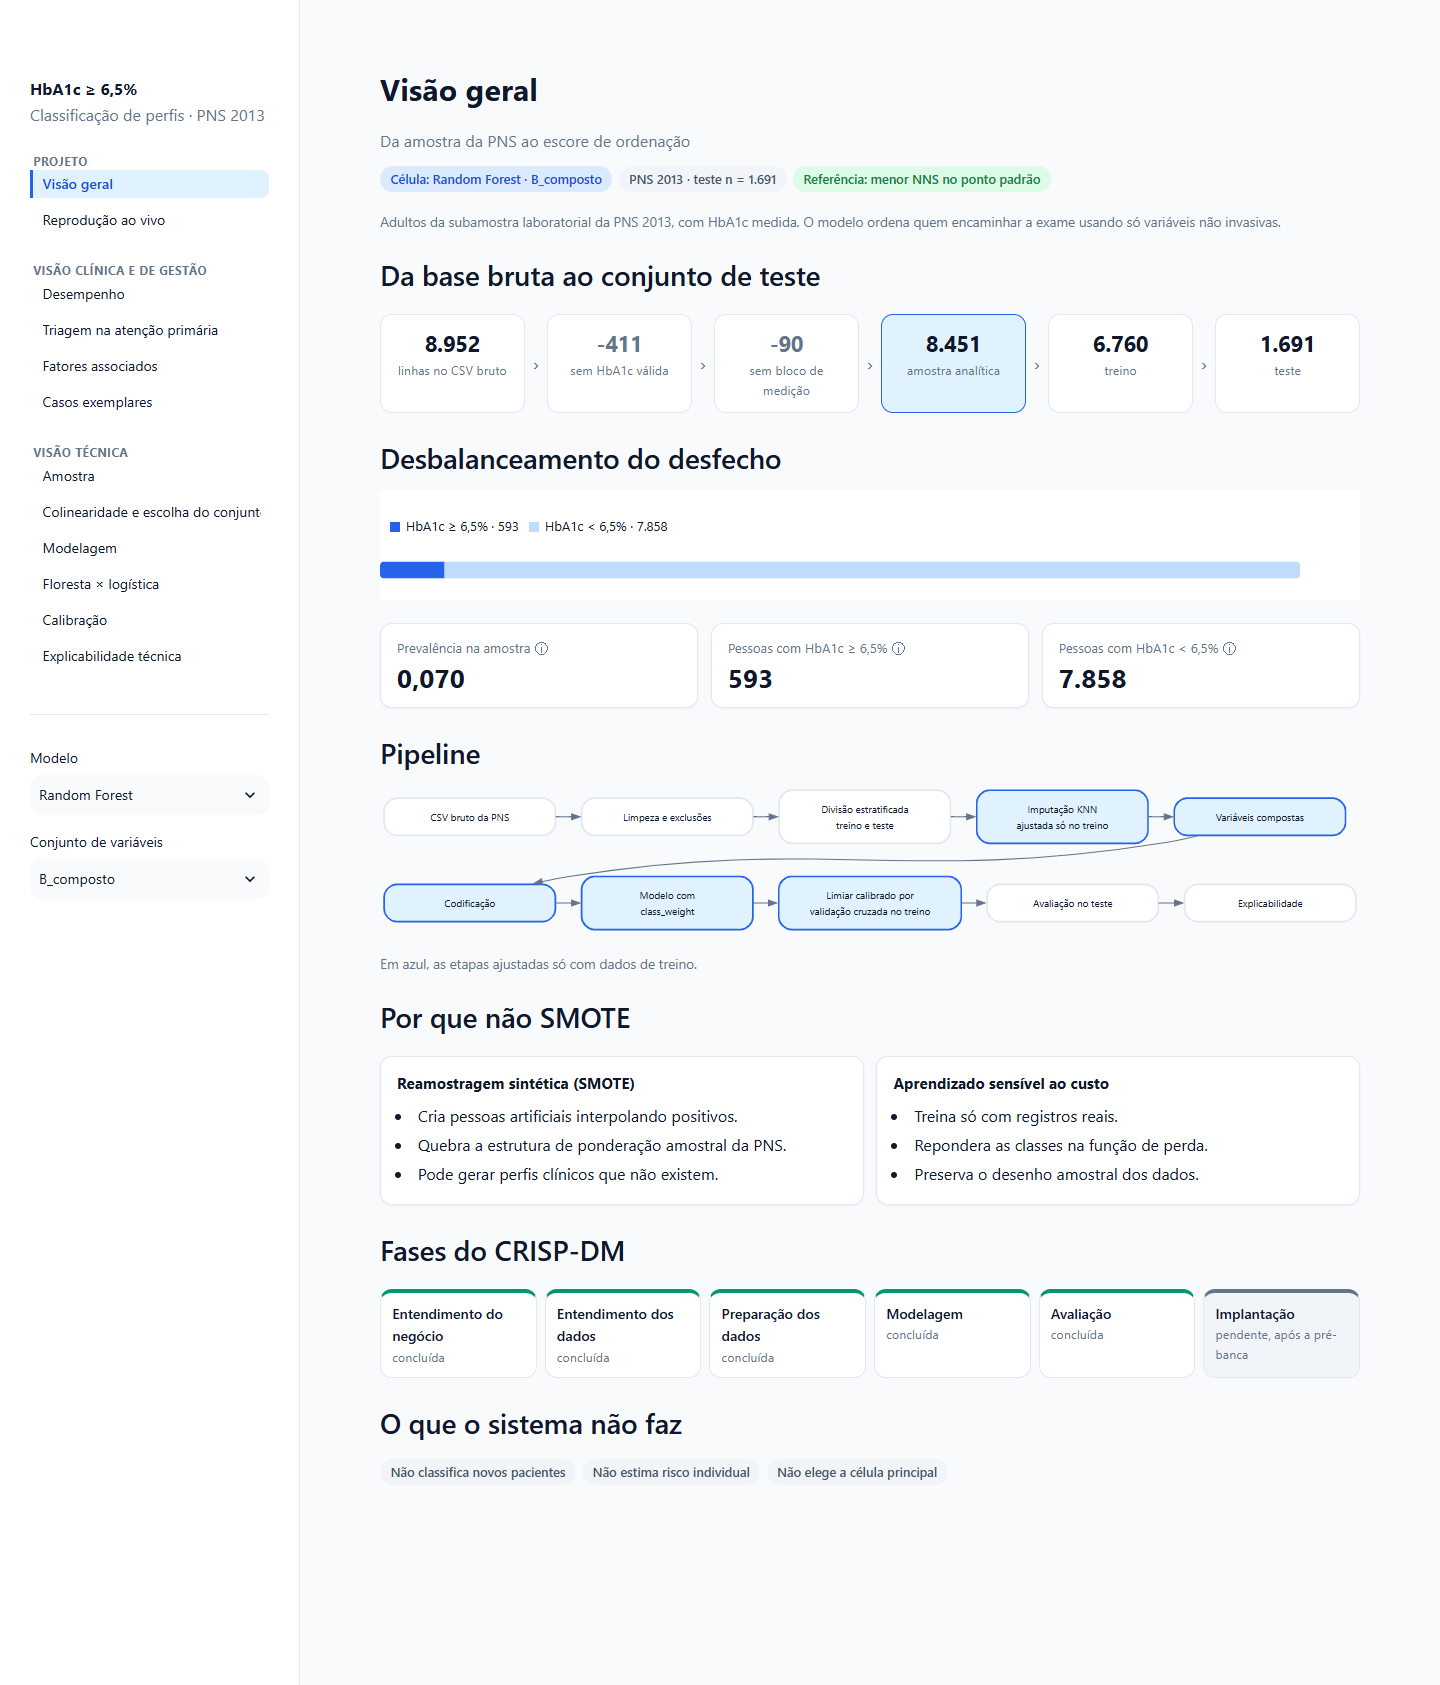 HbA1c ≥ 6,5%
Classificação de perfis · PNS 2013
PROJETO
Visão geral
Reprodução ao vivo
VISÃO CLÍNICA E DE GESTÃO
Desempenho
Triagem na atenção primária
Fatores associados
Casos exemplares
VISÃO TÉCNICA
Amostra
Colinearidade e escolha do conjunt
Modelagem
Floresta × logística
Calibração
Explicabilidade técnica
Modelo
Random Forest
Conjunto de variáveis
B_composto
Visão geral
Da amostra da PNS ao escore de ordenação
Célula: Random Forest · B_composto
PNS 2013 · teste n = 1.691
Referência: menor NNS no ponto padrão
Adultos da subamostra laboratorial da PNS 2013, com HbA1c medida. O modelo ordena quem encaminhar a exame usando só variáveis não invasivas.
Da base bruta ao conjunto de teste
8.952
linhas no CSV bruto
›
-411
sem HbA1c válida
›
-90
sem bloco de
medição
›
8.451
amostra analítica
›
6.760
treino
›
1.691
teste
Desbalanceamento do desfecho
HbA1c ≥ 6,5% · 593
HbA1c < 6,5% · 7.858
Prevalência na amostra ⓘ
0,070
Pessoas com HbA1c ≥ 6,5% ⓘ
593
Pessoas com HbA1c < 6,5% ⓘ
7.858
Pipeline
CSV bruto da PNS
Limpeza e exclusões
Divisão estratificada
treino e teste
Imputação KNN
ajustada só no treino
Variáveis compostas
Codificação
Modelo com
class_weight
Limiar calibrado por
validação cruzada no treino
Avaliação no teste
Explicabilidade
Em azul, as etapas ajustadas só com dados de treino.
Por que não SMOTE
Reamostragem sintética (SMOTE)
• Cria pessoas artificiais interpolando positivos.
• Quebra a estrutura de ponderação amostral da PNS.
• Pode gerar perfis clínicos que não existem.
Aprendizado sensível ao custo
• Treina só com registros reais.
• Repondera as classes na função de perda.
• Preserva o desenho amostral dos dados.
Fases do CRISP-DM
Entendimento do
negócio
concluída
Entendimento dos
dados
concluída
Preparação dos
dados
concluída
Modelagem
concluída
Avaliação
concluída
Implantação
pendente, após a pré-
banca
O que o sistema não faz
Não classifica novos pacientes
Não estima risco individual
Não elege a célula principal